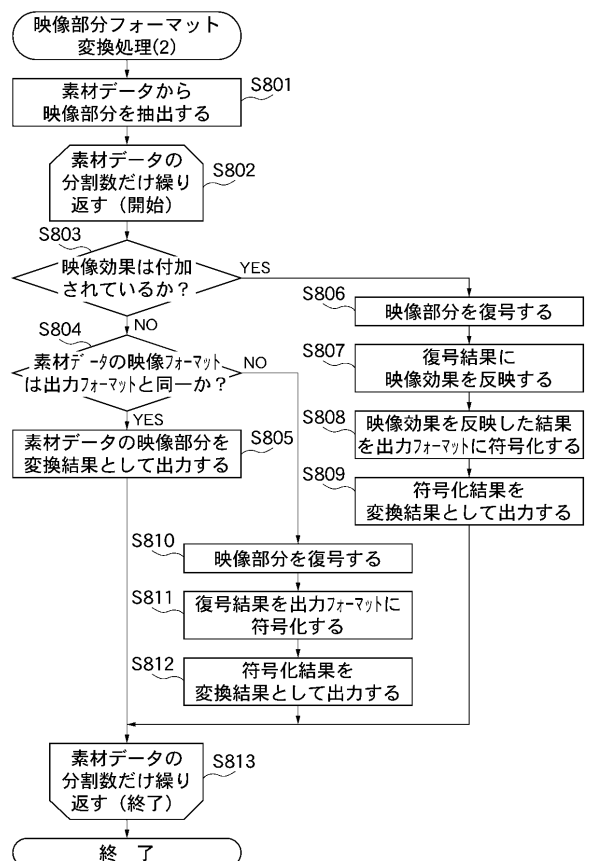 映像部分フォーマット
変換処理(2)
素材データから
映像部分を抽出する
S801
素材データの
分割数だけ繰り
返す（開始）
S802
S803
映像効果は付加
されているか？
YES
NO
S804
素材データの映像フォーマット
は出力フォーマットと同一か？
NO
YES
素材データの映像部分を
変換結果として出力する
S805
S806
映像部分を復号する
S807
復号結果に
映像効果を反映する
S808
映像効果を反映した結果
を出力フォーマットに符号化する
S809
符号化結果を
変換結果として出力する
S810
映像部分を復号する
S811
復号結果を出力フォーマットに
符号化する
S812
符号化結果を
変換結果として出力する
素材データの
分割数だけ繰り
返す（終了）
S813
終 了